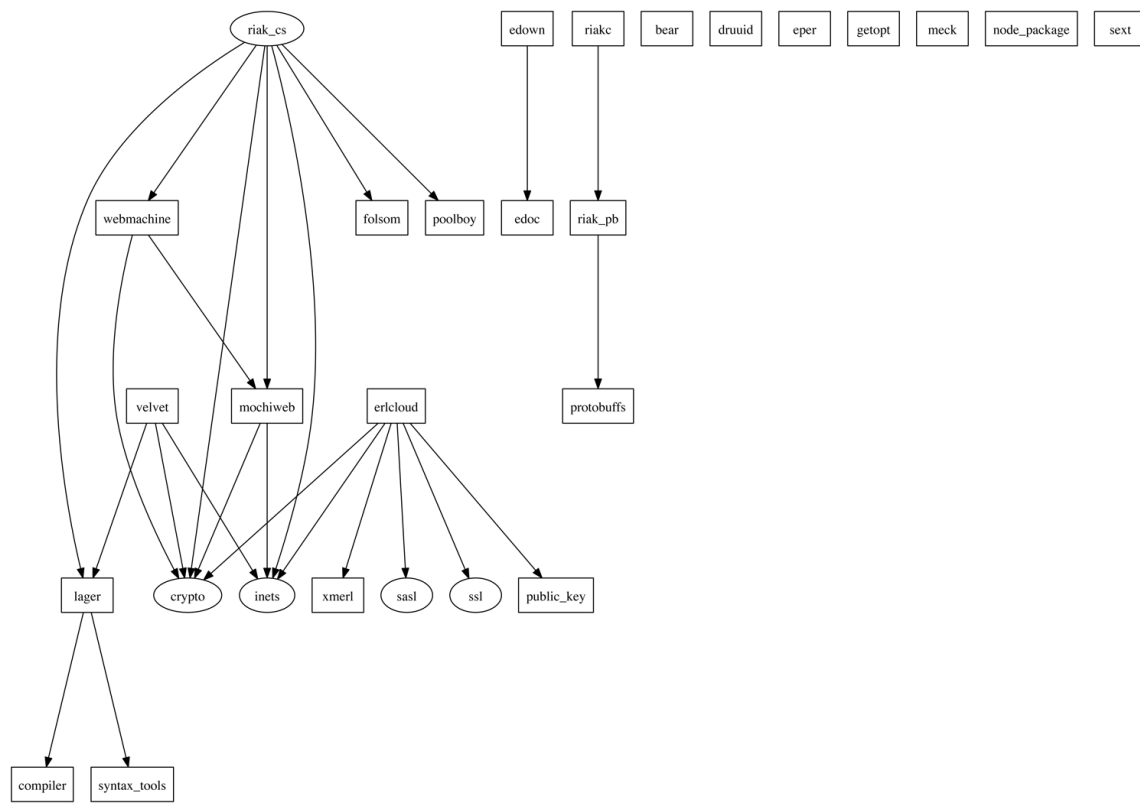 riak_cs
edown
riakc
bear
druuid
eper
getopt
meck
node_package
sext
webmachine
folsom
poolboy
edoc
riak_pb
velvet
mochiweb
erlcloud
protobuffs
lager
crypto
inets
xmerl
sasl
ssl
public_key
compiler
syntax_tools